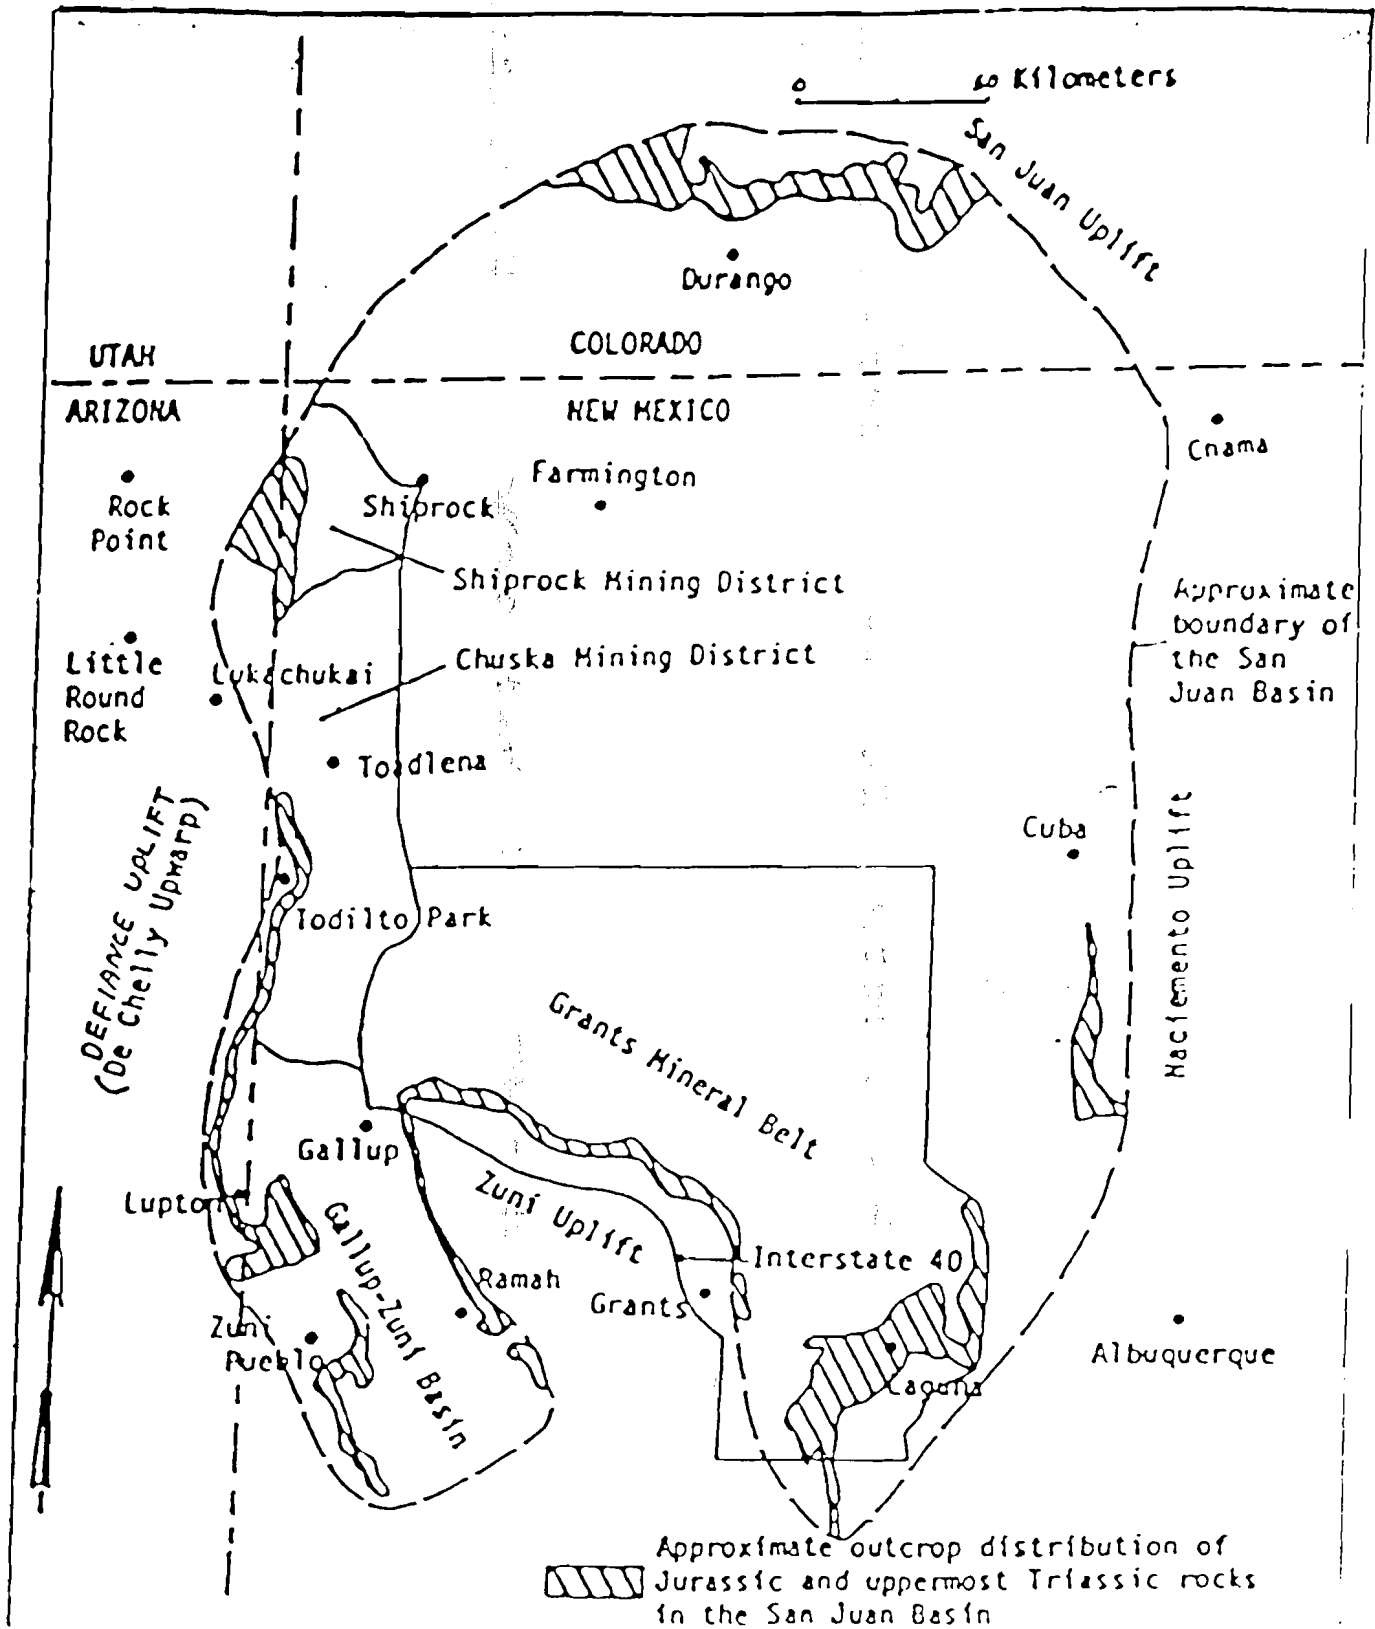 0
Kilometers
San Juan Uplift
Durango
UTAH
COLORADO
ARIZONA
NEW MEXICO
Cnama
Rock
Point
Shiprock
Farmington
Shiprock Mining District
Approximate
boundary of
the San
Juan Basin
Little
Round
Rock
Lukachukai
Chuska Mining District
Toadlena
DEFIANCE UPLIFT
(De Chelly Upwarp)
Cuba
NacIemento Uplift
Todilto Park
Grants Mineral Belt
Gallup
Lupton
Zuni Uplift
Gallup-Zuni Basin
Interstate 40
Ramah
Grants
Zuni
Pueblo
Albuquerque
Laguna
Approximate outcrop distribution of
Jurassic and uppermost Triassic rocks
in the San Juan Basin